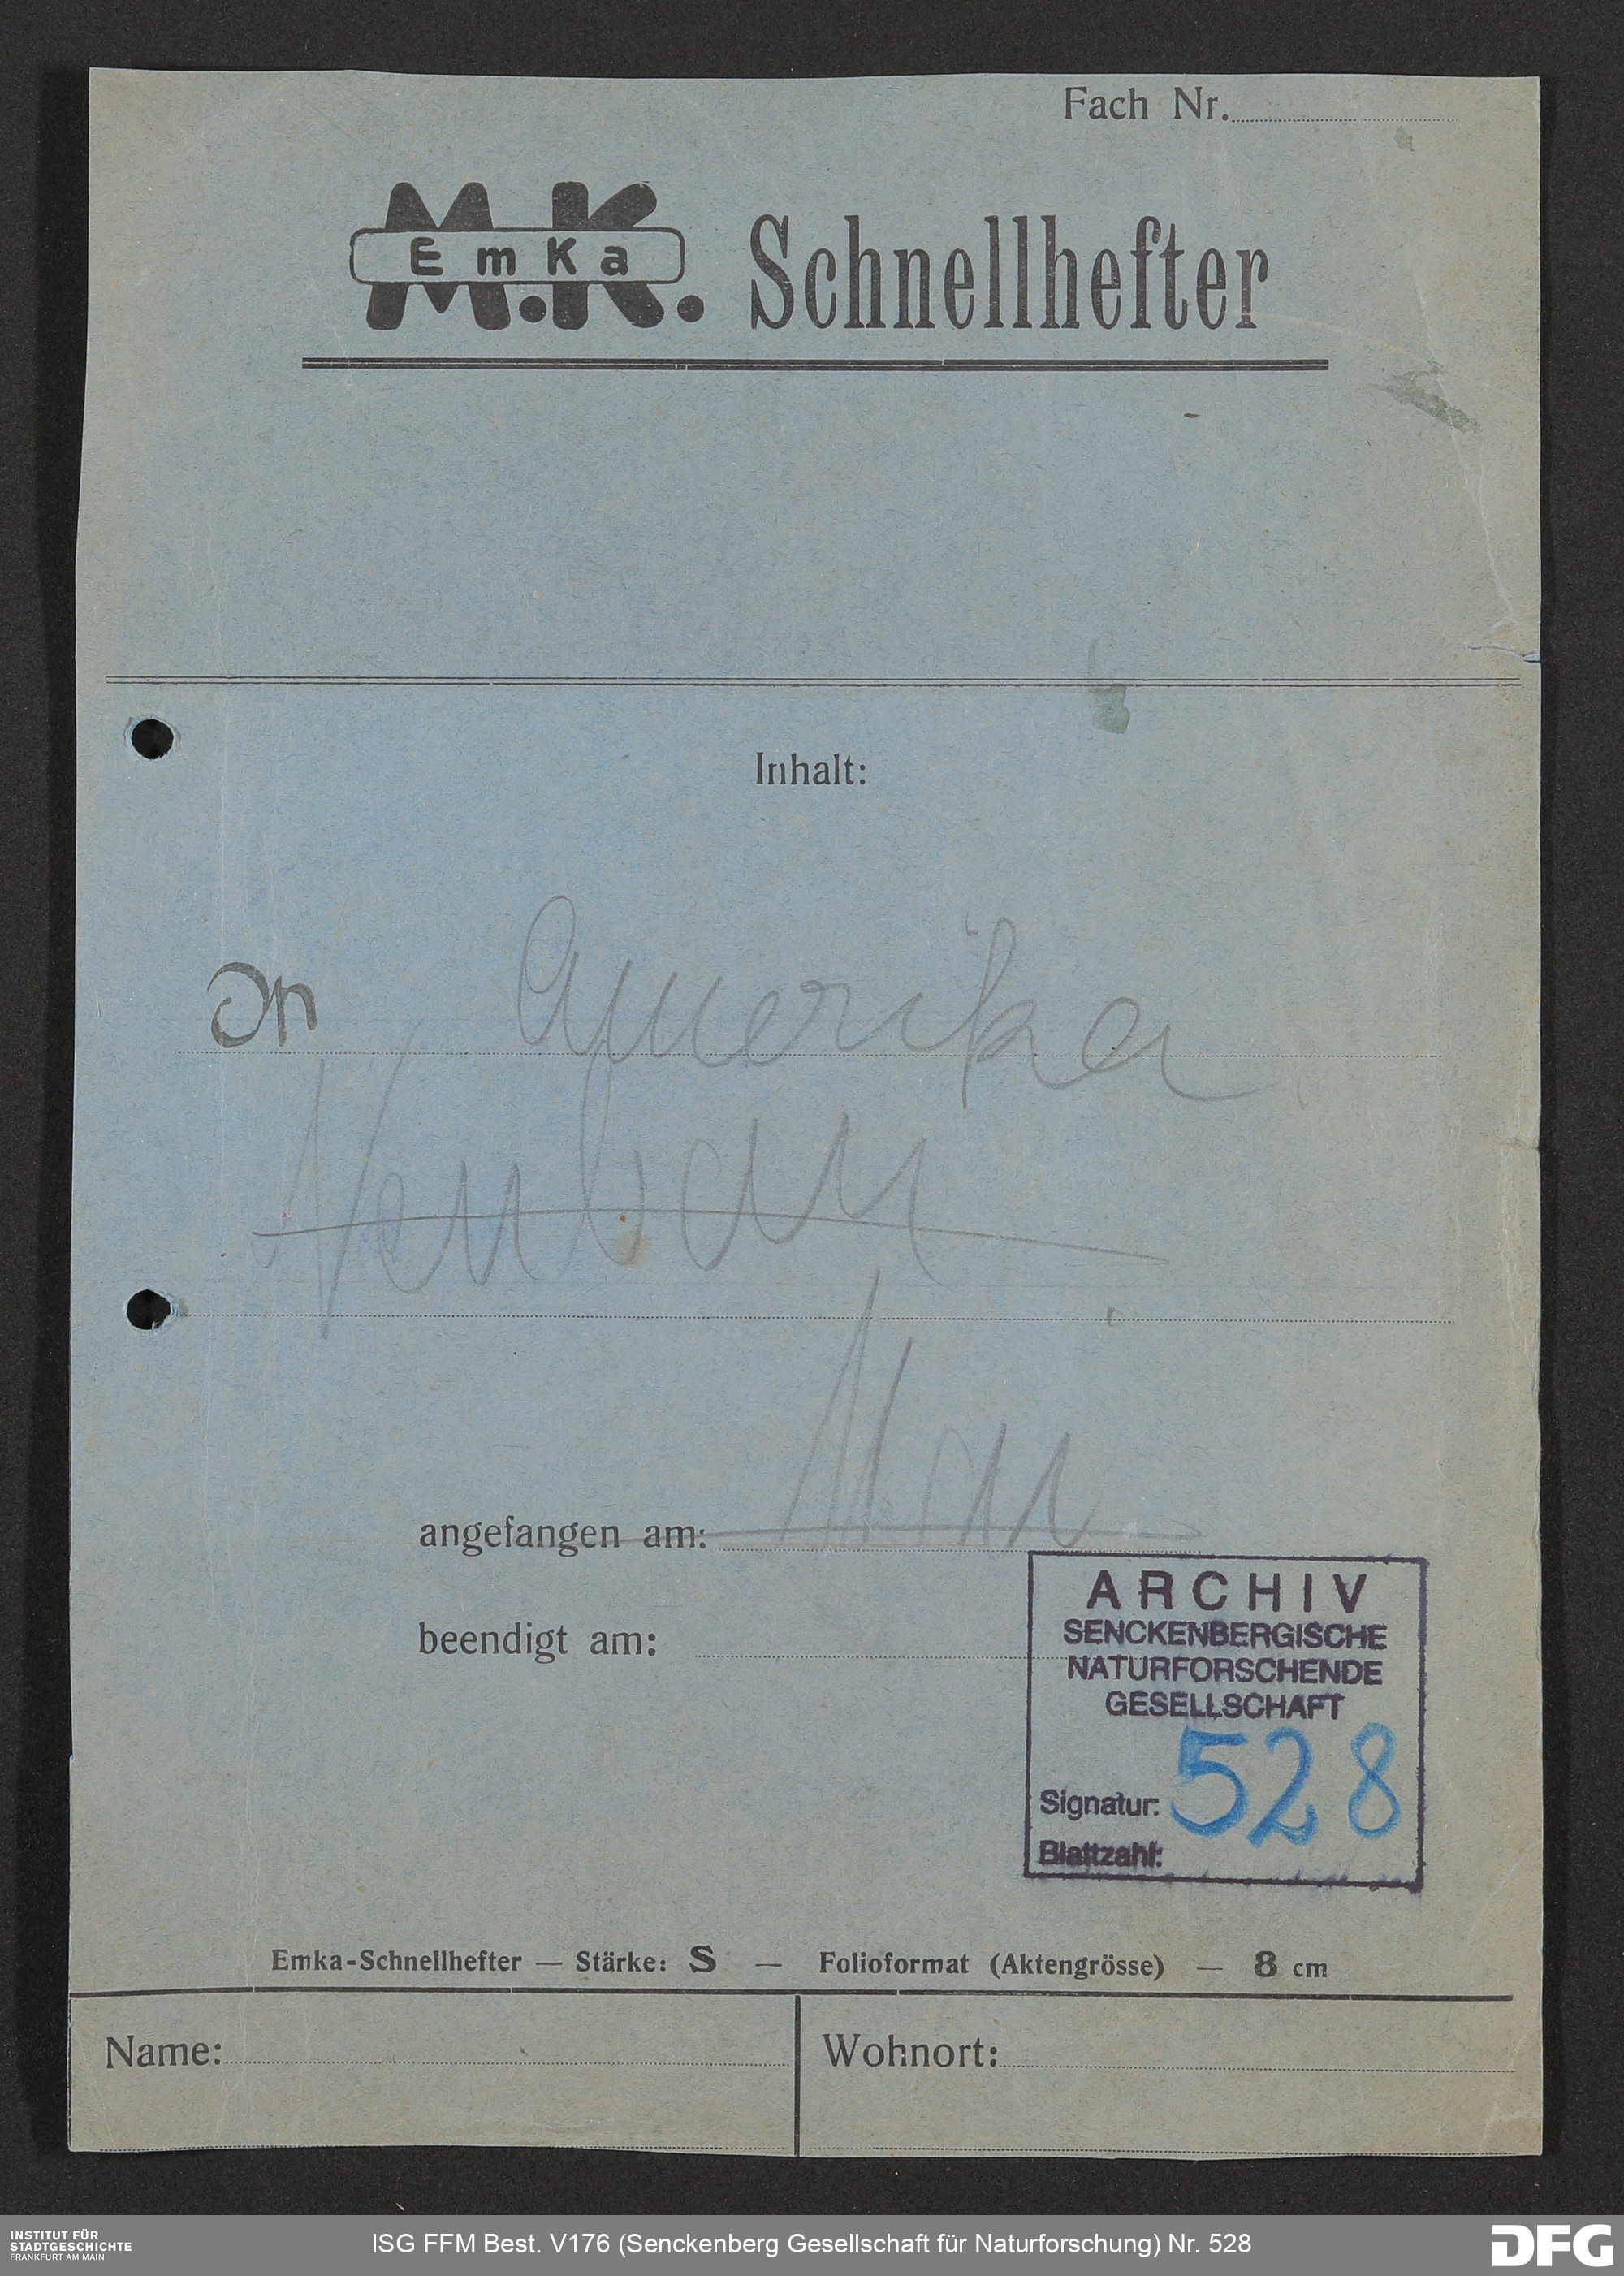 Fach Nr.
M.K.
EmKa
Schnellhefter
Inhalt:
In Amerika
Neubau
angefangen am: Mai
beendigt am:
ARCHIV
SENCKENBERGISCHE
NATURFORSCHENDE
GESELLSCHAFT
Signatur: 528
Blattzahl:
Emka-Schnellhefter — Stärke: S — Folioformat (Aktengrösse) — 8 cm
Name:
Wohnort:
INSTITUT FÜR
STADTGESCHICHTE
FRANKFURT AM MAIN
ISG FFM Best. V176 (Senckenberg Gesellschaft für Naturforschung) Nr. 528
DFG